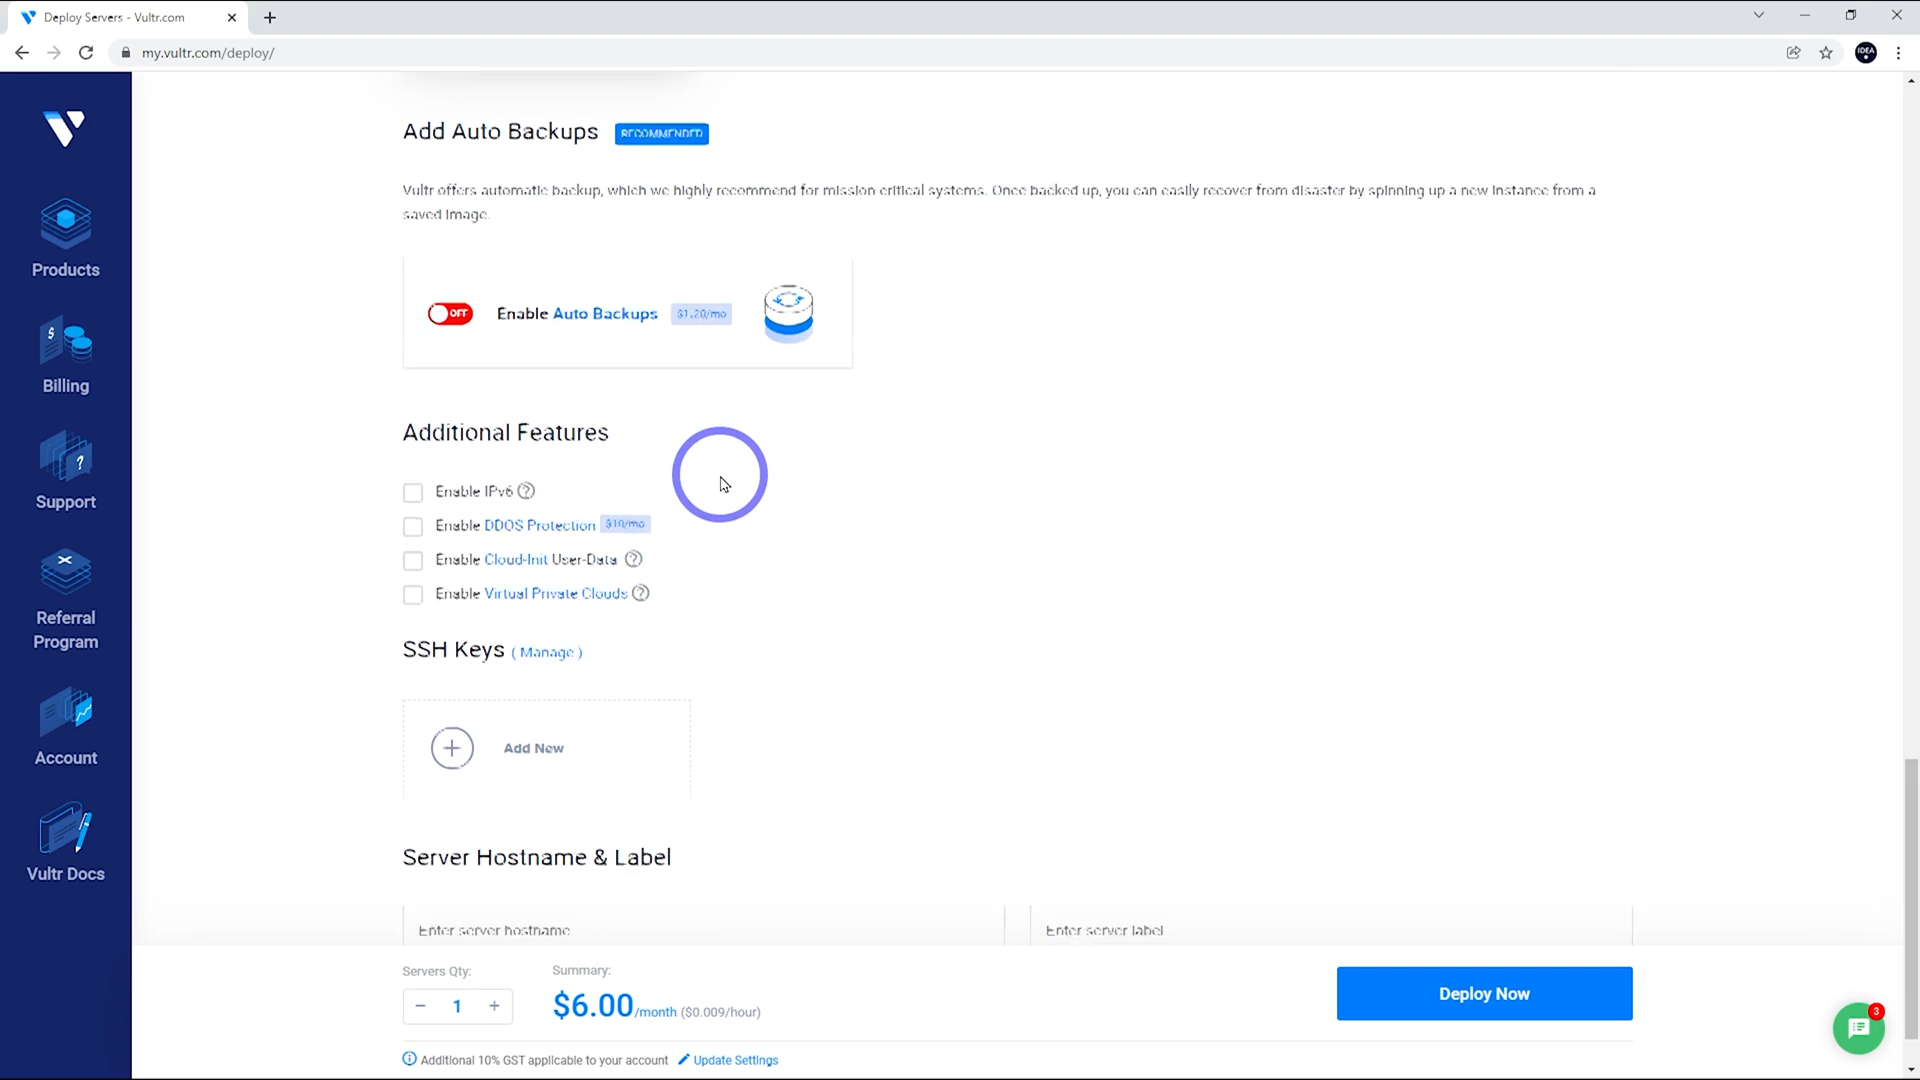 Deploy Servers - Vultr.com
my.vultr.com/deploy/
IDEA
Products
Billing
Support
Referral
Program
Account
Vultr Docs
Add Auto Backups RECOMMENDED
Vultr offers automatic backup, which we highly recommend for mission critical systems. Once backed up, you can easily recover from disaster by spinning up a new instance from a
saved image.
OFF Enable Auto Backups $1.20/mo
Additional Features
Enable IPv6
Enable DDOS Protection $10/mo
Enable Cloud-Init User-Data
Enable Virtual Private Clouds
SSH Keys ( Manage )
Add New
Server Hostname & Label
Enter server hostname
Enter server label
Servers Qty:
Summary:
− 1 +
$6.00/month ($0.009/hour)
Deploy Now
3
Additional 10% GST applicable to your account Update Settings